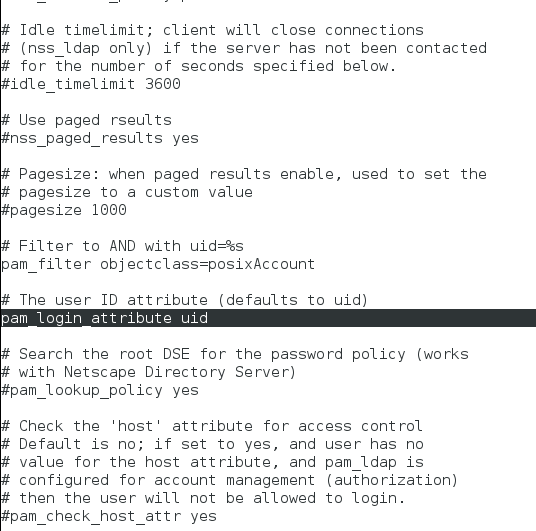 # Idle timelimit; client will close connections
# (nss_ldap only) if the server has not been contacted
# for the number of seconds specified below.
#idle_timelimit 3600
# Use paged rseults
#nss_paged_results yes
# Pagesize: when paged results enable, used to set the
# pagesize to a custom value
#pagesize 1000
# Filter to AND with uid=%s
pam_filter objectclass=posixAccount
# The user ID attribute (defaults to uid)
pam_login_attribute uid
# Search the root DSE for the password policy (works
# with Netscape Directory Server)
#pam_lookup_policy yes
# Check the 'host' attribute for access control
# Default is no; if set to yes, and user has no
# value for the host attribute, and pam_ldap is
# configured for account management (authorization)
# then the user will not be allowed to login.
#pam_check_host_attr yes